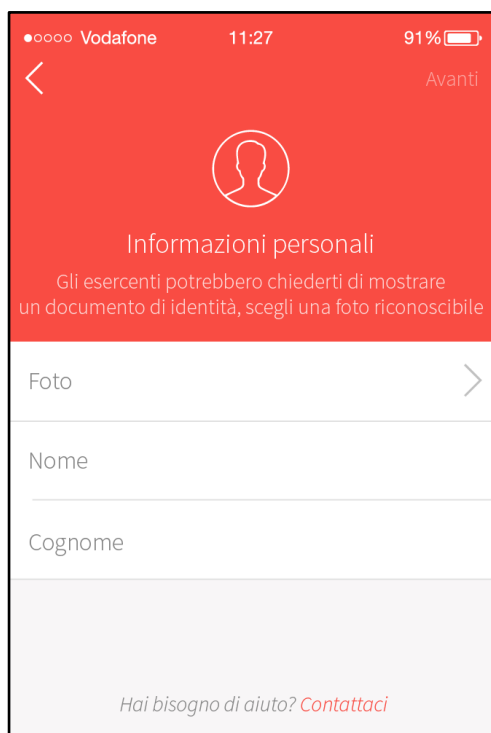 Vodafone 11:27 91%
Avanti
Informazioni personali
Gli esercenti potrebbero chiederti di mostrare
un documento di identità, scegli una foto riconoscibile
Foto
Nome
Cognome
Hai bisogno di aiuto? Contattaci